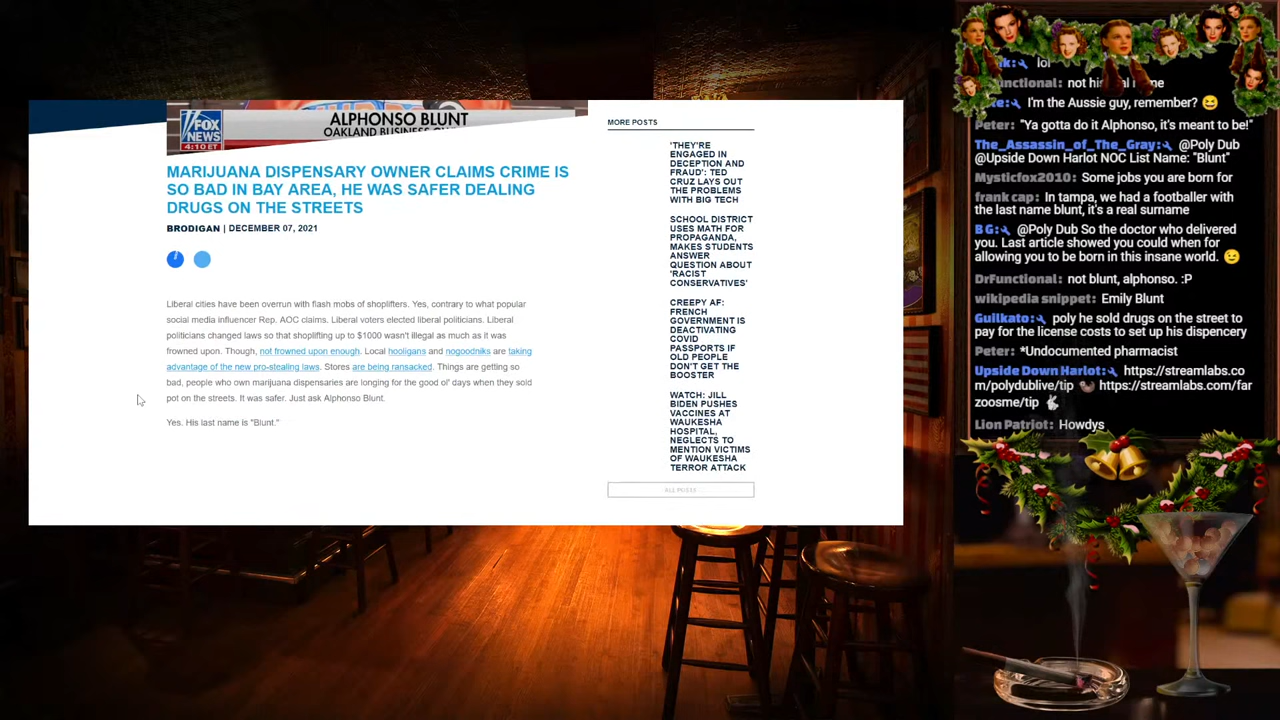 FOX
NEWS
4:10 ET
ALPHONSO BLUNT
MARIJUANA DISPENSARY OWNER CLAIMS CRIME IS
SO BAD IN BAY AREA, HE WAS SAFER DEALING
DRUGS ON THE STREETS
BRODIGAN | DECEMBER 07, 2021
Liberal cities have been overrun with flash mobs of shoplifters. Yes, contrary to what popular
social media influencer Rep. AOC claims. Liberal voters elected liberal politicians. Liberal
politicians changed laws so that shoplifting up to $1000 wasn't illegal as much as it was
frowned upon. Though, not frowned upon enough. Local hooligans and nogoodniks are taking
advantage of the new pro-stealing laws. Stores are being ransacked. Things are getting so
bad, people who own marijuana dispensaries are longing for the good ol' days when they sold
pot on the streets. It was safer. Just ask Alphonso Blunt.
Yes. His last name is "Blunt."
MORE POSTS
'THEY'RE
ENGAGED IN
DECEPTION AND
FRAUD': TED
CRUZ LAYS OUT
THE PROBLEMS
WITH BIG TECH
SCHOOL DISTRICT
USES MATH FOR
PROPAGANDA,
MAKES STUDENTS
ANSWER
QUESTION ABOUT
'RACIST
CONSERVATIVES'
CREEPY AF:
FRENCH
GOVERNMENT IS
DEACTIVATING
COVID
PASSPORTS IF
OLD PEOPLE
DON'T GET THE
BOOSTER
WATCH: JILL
BIDEN PUSHES
VACCINES AT
WAUKESHA
HOSPITAL,
NEGLECTS TO
MENTION VICTIMS
OF WAUKESHA
TERROR ATTACK
ALL POSTS
lol
I'm the Aussie guy, remember?
Peter: "Ya gotta do it Alphonso, it's meant to be!"
The_Assassin_of_The_Gray: @Poly Dub
@Upside Down Harlot NOC List Name: "Blunt"
Mysticfox2010: Some jobs you are born for
frank cap: In tampa, we had a footballer with
the last name blunt, it's a real surname
B G: @Poly Dub So the doctor who delivered
you. Last article showed you could when for
allowing you to be born in this insane world.
DrFunctional: not blunt, alphonso. :P
wikipedia snippet: Emily Blunt
Guilkato: poly he sold drugs on the street to
pay for the license costs to set up his dispencery
Peter: *Undocumented pharmacist
Upside Down Harlot: https://streamlabs.co
m/polydublive/tip https://streamlabs.com/far
zoosme/tip
Lion Patriot: Howdys